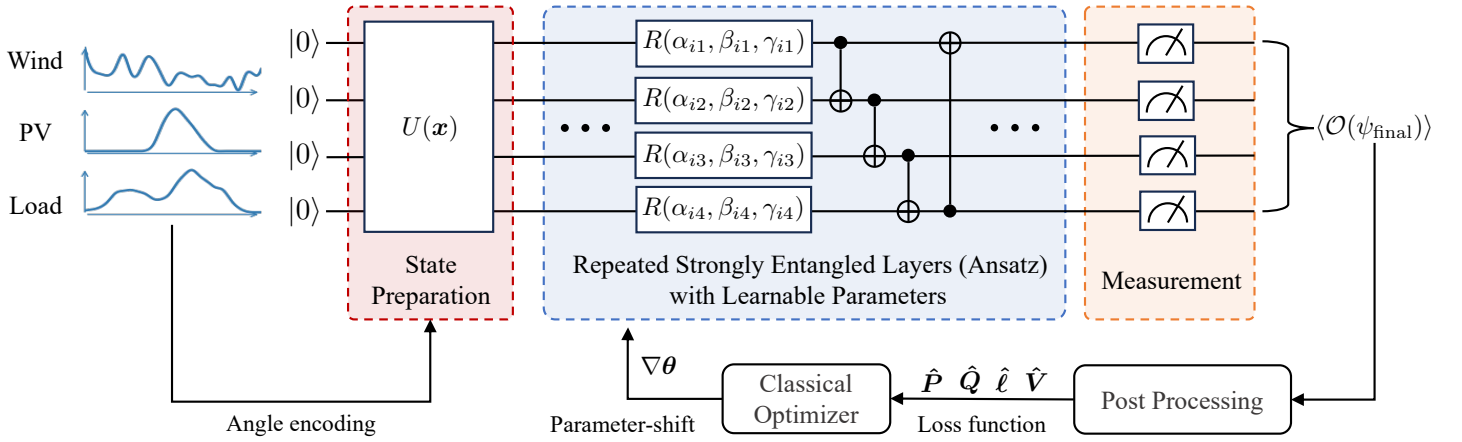 Wind
PV
Load
|0⟩
|0⟩
|0⟩
|0⟩
U(𝒙)
State
Preparation
R(α_{i1}, β_{i1}, γ_{i1})
R(α_{i2}, β_{i2}, γ_{i2})
R(α_{i3}, β_{i3}, γ_{i3})
R(α_{i4}, β_{i4}, γ_{i4})
Repeated Strongly Entangled Layers (Ansatz)
with Learnable Parameters
Measurement
⟨𝒪(ψ_{final})⟩
Angle encoding
∇𝜽
Parameter-shift
Classical
Optimizer
P̂ Q̂ ℓ̂ V̂
Loss function
Post Processing